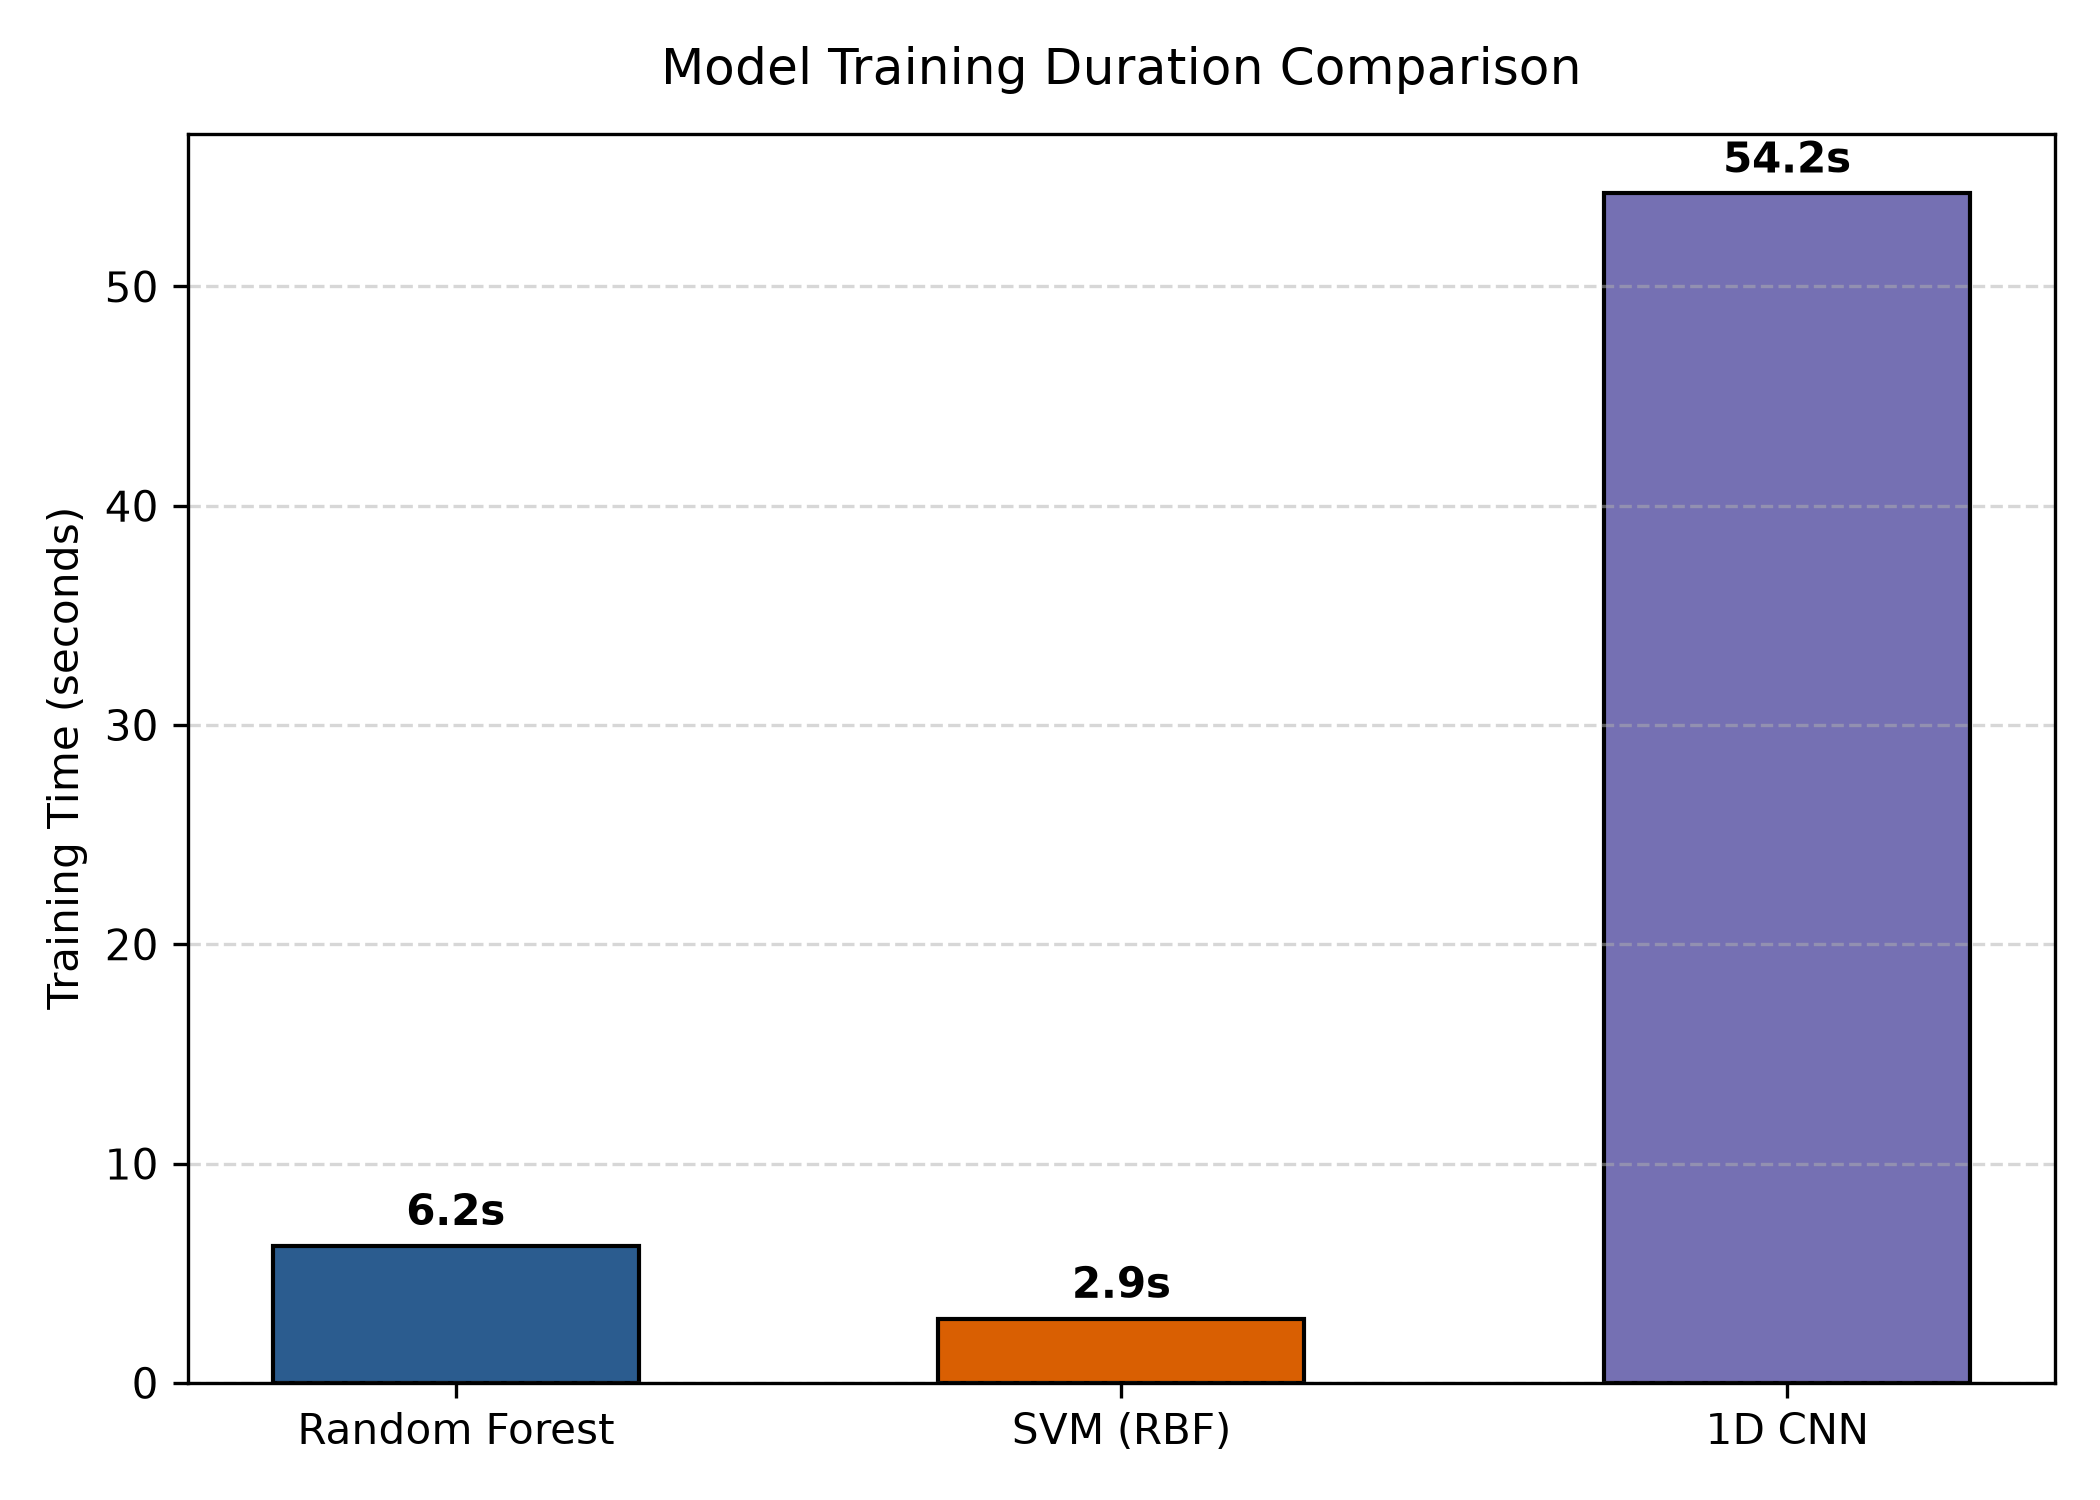 Model Training Duration Comparison
Training Time (seconds)
50
40
30
20
10
0
6.2s
2.9s
54.2s
Random Forest
SVM (RBF)
1D CNN